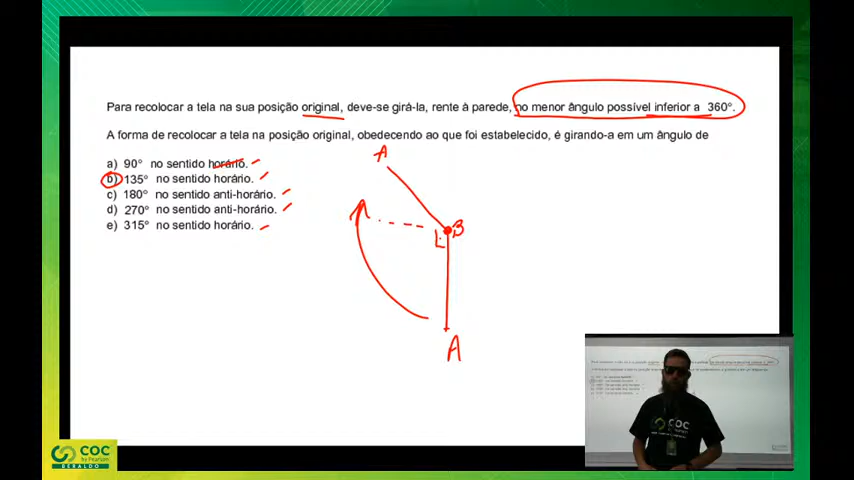 Para recolocar a tela na sua posição original, deve-se girá-la, rente à parede, no menor ângulo possível inferior a 360°.
A forma de recolocar a tela na posição original, obedecendo ao que foi estabelecido, é girando-a em um ângulo de
a) 90° no sentido horário.
b) 135° no sentido horário.
c) 180° no sentido anti-horário.
d) 270° no sentido anti-horário.
e) 315° no sentido horário.
A
B
A
COC
by Pearson
BERALDO
COC